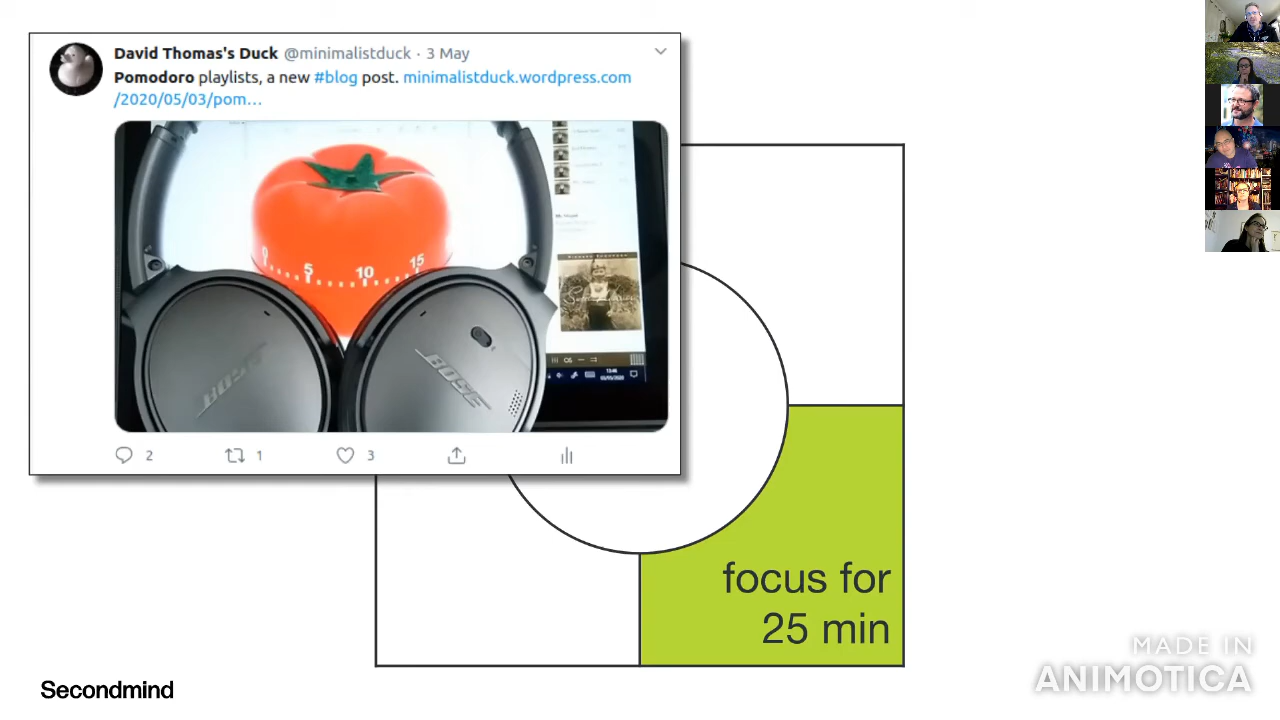 David Thomas's Duck @minimalistduck · 3 May
Pomodoro playlists, a new #blog post. minimalistduck.wordpress.com
/2020/05/03/pom…
0 5 10 15
BOSE BOSE
2 1 3
focus for
25 min
Secondmind
MADE IN
ANIMOTICA